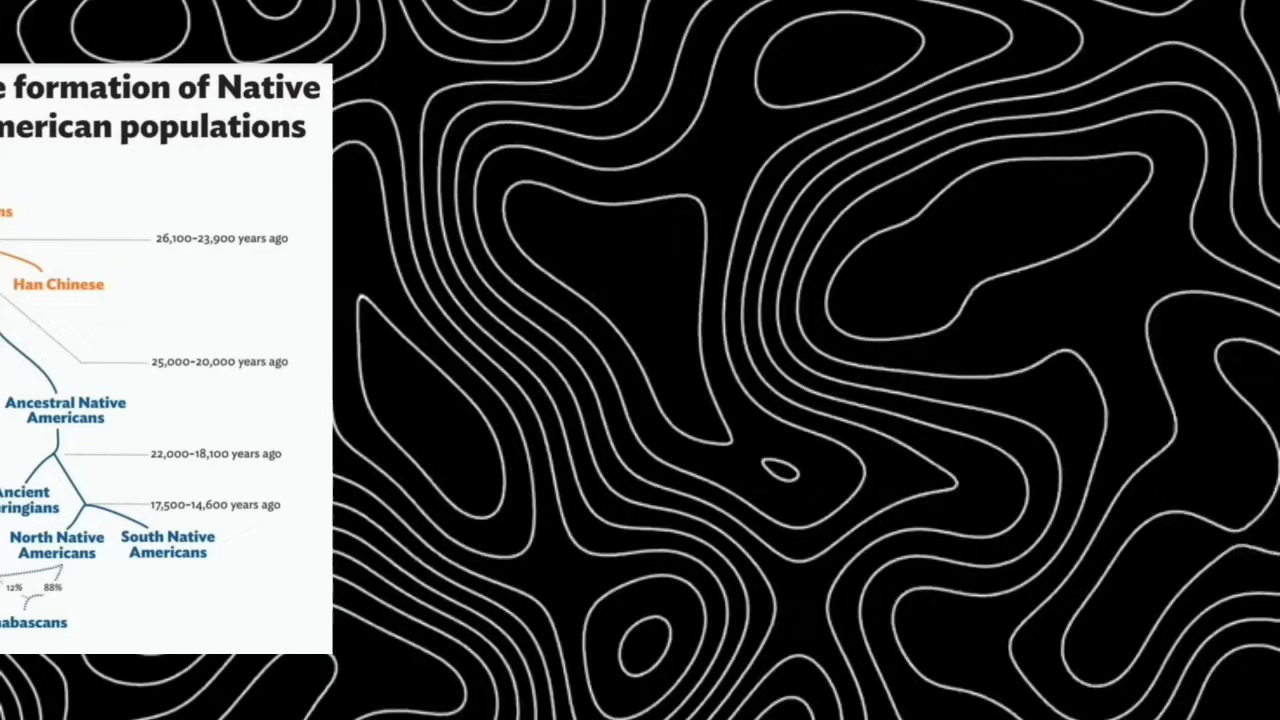 e formation of Native
merican populations
ns
26,100–23,900 years ago
Han Chinese
25,000–20,000 years ago
Ancestral Native
Americans
22,000–18,100 years ago
Ancient
eringians
17,500–14,600 years ago
North Native
Americans
South Native
Americans
12% 88%
abascans